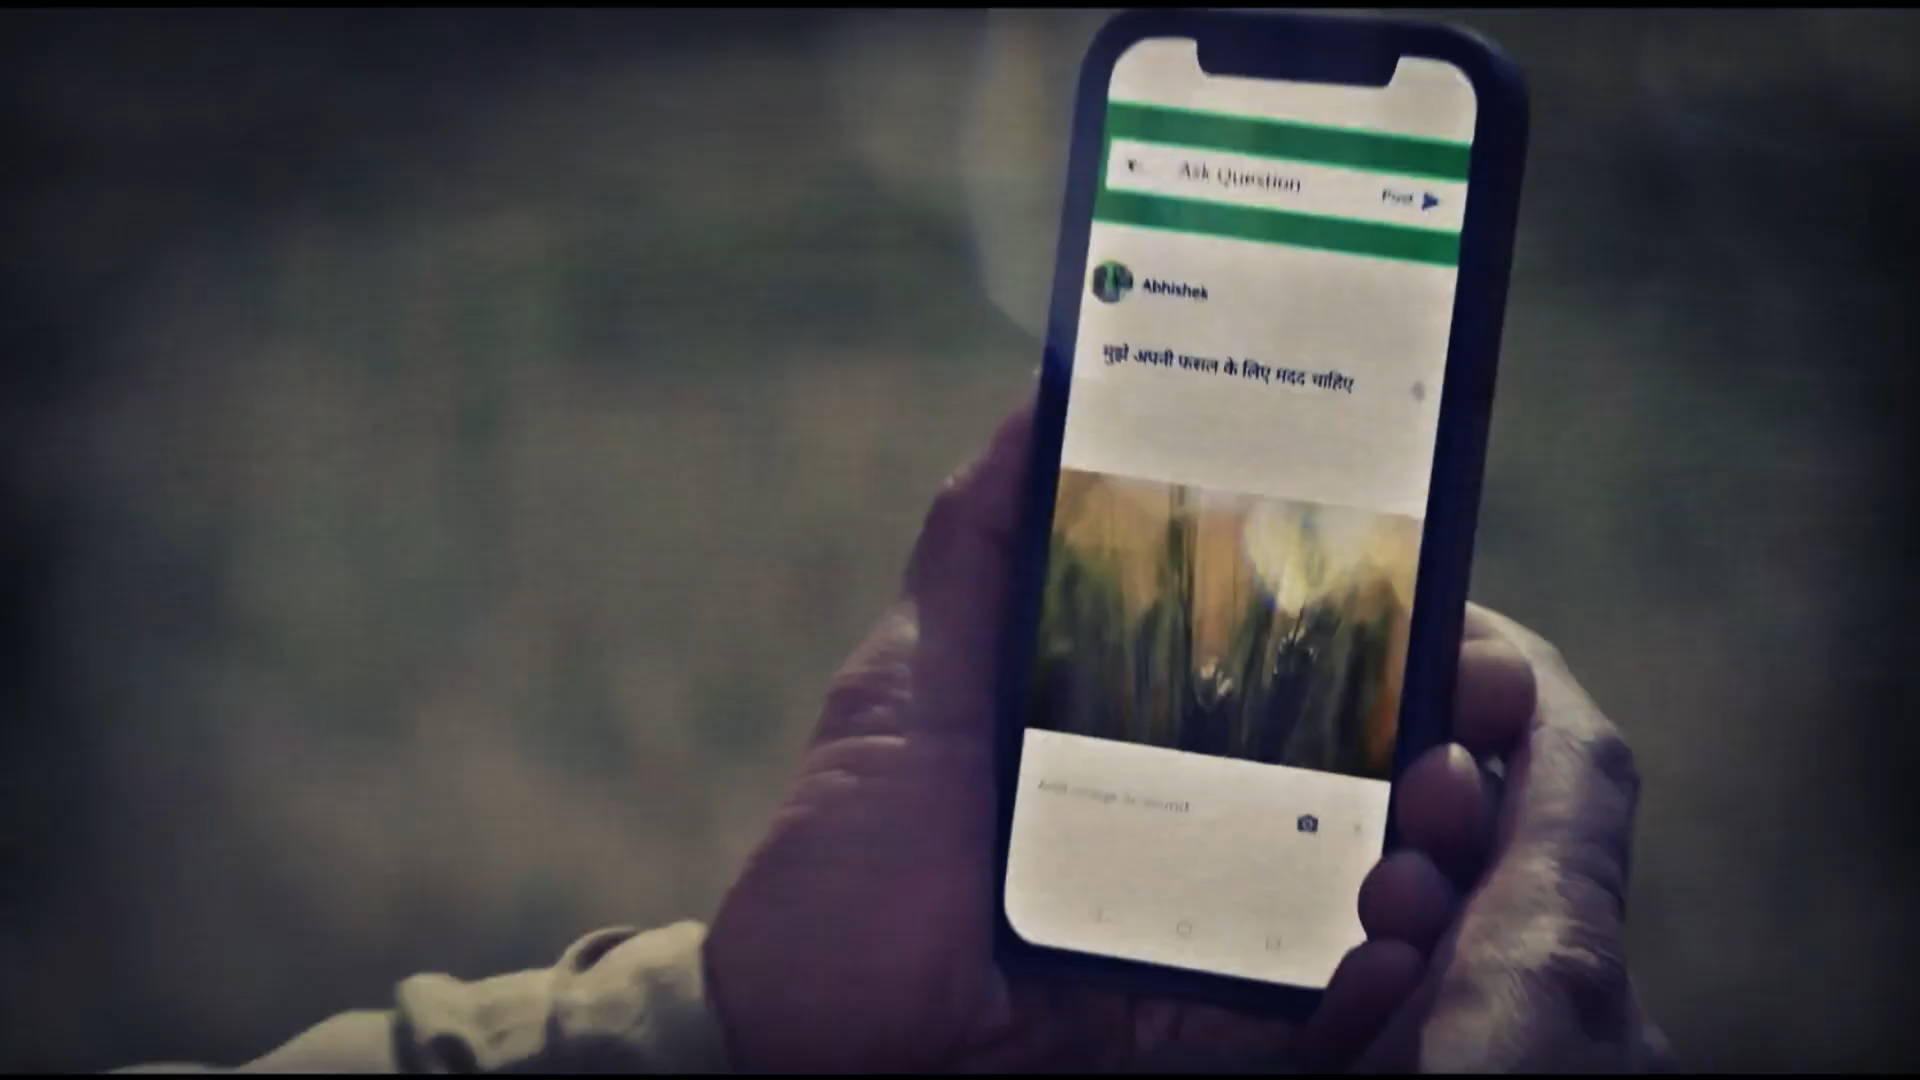 Ask Question
Post
Abhishek
मुझे अपनी फसल के लिए मदद चाहिए